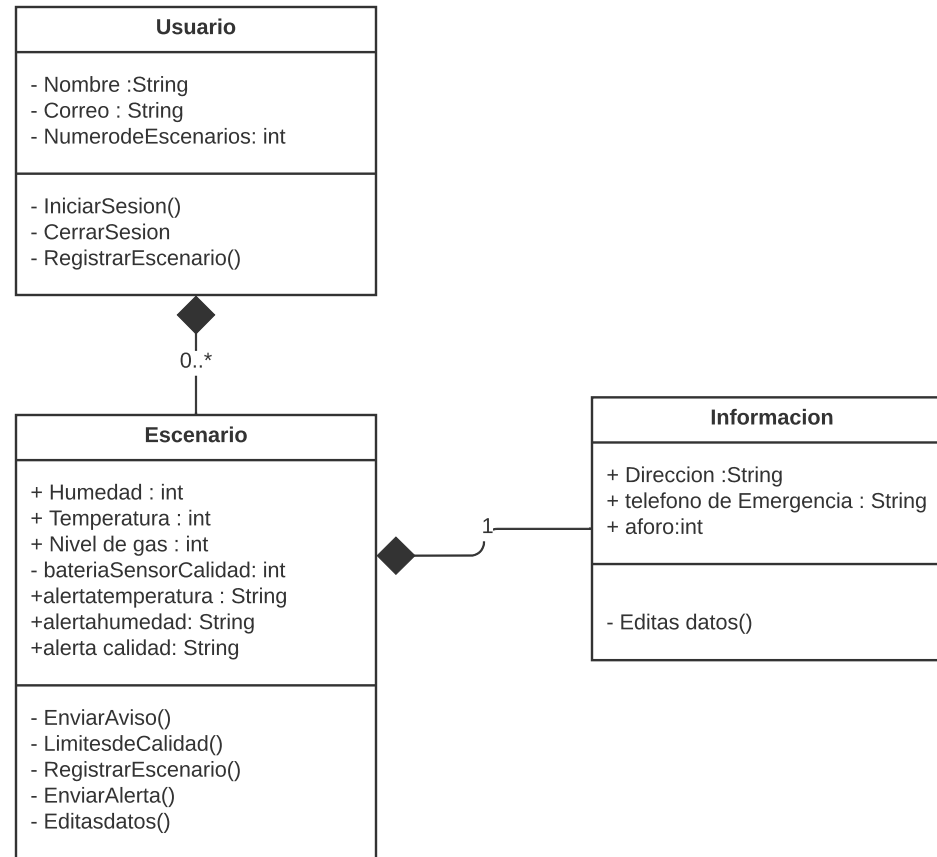 Usuario
- Nombre :String
- Correo : String
- NumerodeEscenarios: int
- IniciarSesion()
- CerrarSesion
- RegistrarEscenario()
0..*
Escenario
+ Humedad : int
+ Temperatura : int
+ Nivel de gas : int
- bateriaSensorCalidad: int
+alertatemperatura : String
+alertahumedad: String
+alerta calidad: String
- EnviarAviso()
- LimitesdeCalidad()
- RegistrarEscenario()
- EnviarAlerta()
- Editasdatos()
1
Informacion
+ Direccion :String
+ telefono de Emergencia : String
+ aforo:int
- Editas datos()